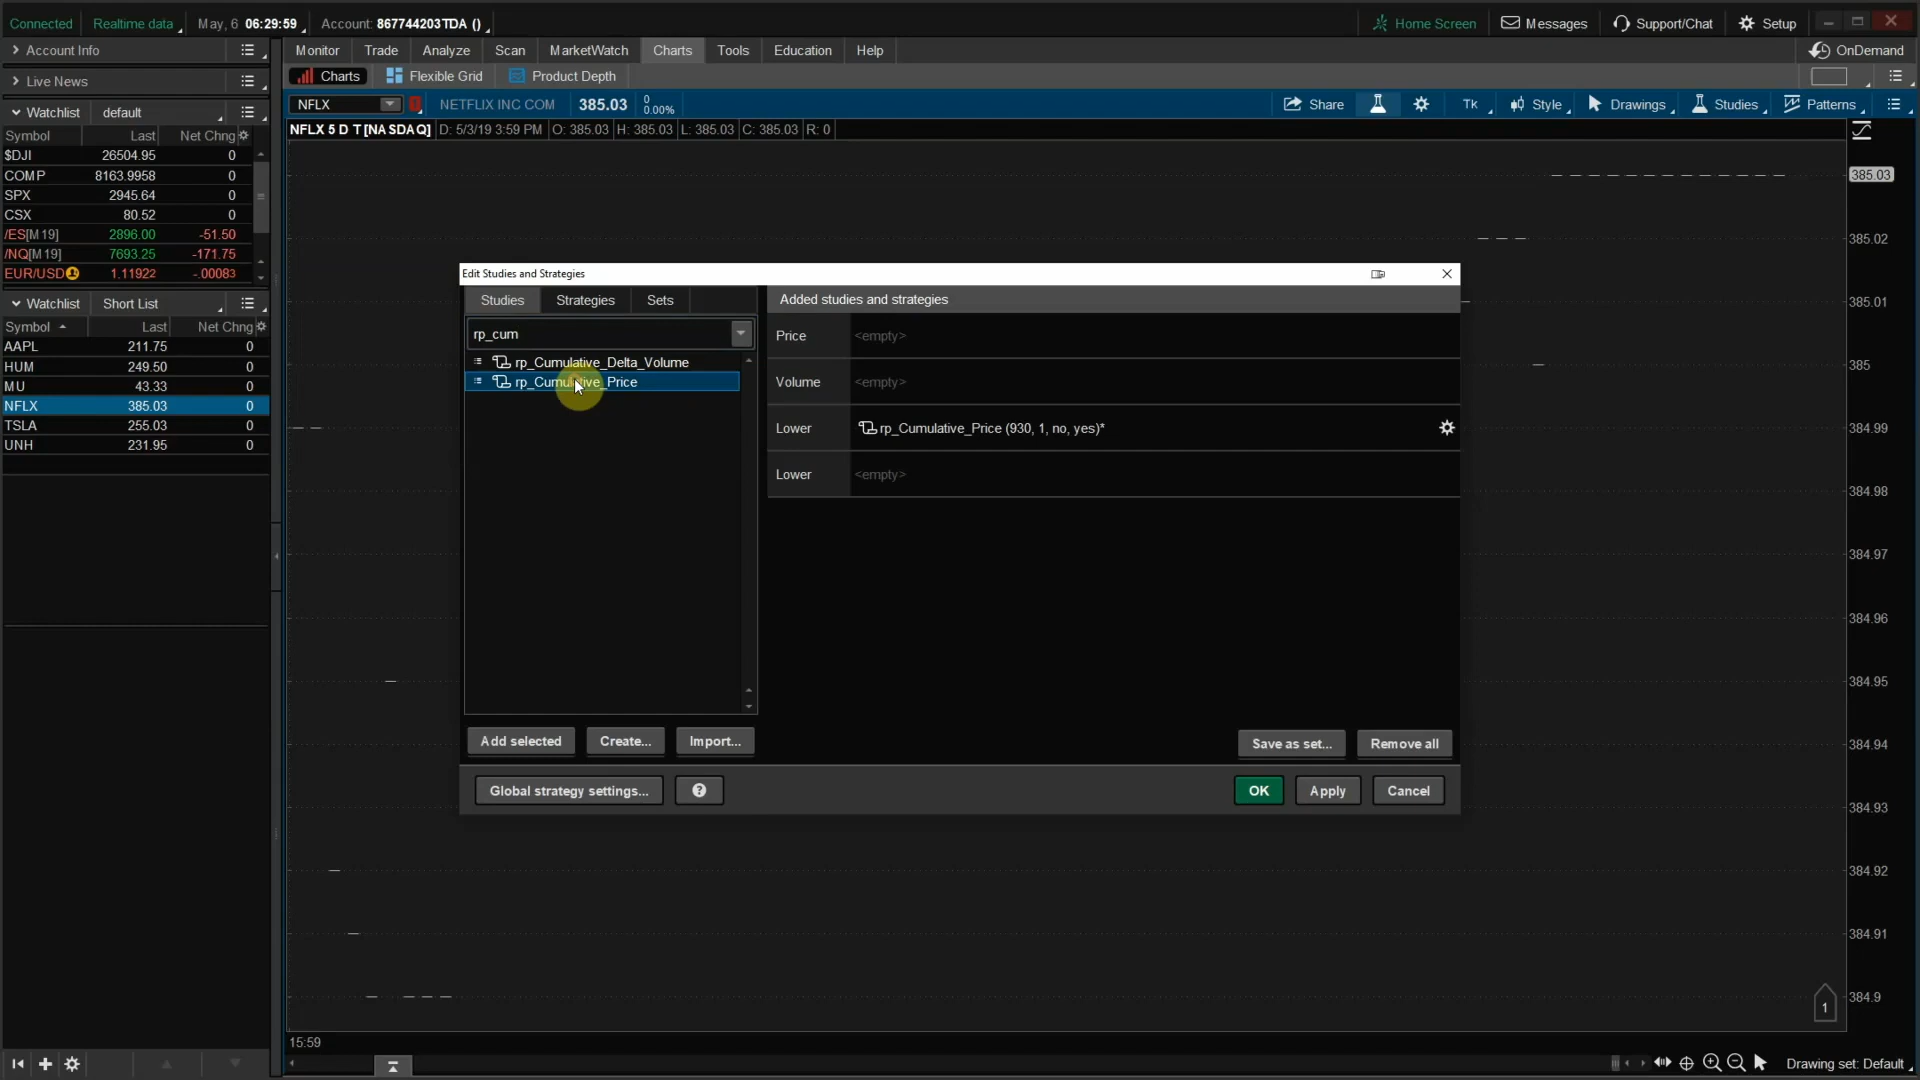 Connected Realtime data May, 6 06:29:59 Account: 867744203TDA () Home Screen Messages Support/Chat Setup
Account Info Monitor Trade Analyze Scan MarketWatch Charts Tools Education Help OnDemand
Live News Charts Flexible Grid Product Depth
Watchlist default NFLX NETFLIX INC COM 385.03 0 0.00% Share Tk Style Drawings Studies Patterns
Symbol Last Net Chng NFLX 5 D T [NASDAQ] D: 5/3/19 3:59 PM O: 385.03 H: 385.03 L: 385.03 C: 385.03 R: 0
$DJI 26504.95 0
COMP 8163.9958 0
SPX 2945.64 0
CSX 80.52 0
/ES[M19] 2896.00 -51.50
/NQ[M19] 7693.25 -171.75
EUR/USD 1.11922 -.00083
Watchlist Short List
Symbol Last Net Chng
AAPL 211.75 0
HUM 249.50 0
MU 43.33 0
NFLX 385.03 0
TSLA 255.03 0
UNH 231.95 0
Edit Studies and Strategies
Studies Strategies Sets Added studies and strategies
rp_cum
rp_Cumulative_Delta_Volume
rp_Cumulative_Price
Price <empty>
Volume <empty>
Lower rp_Cumulative_Price (930, 1, no, yes)*
Lower <empty>
Add selected Create... Import... Save as set... Remove all
Global strategy settings... ? OK Apply Cancel
385.03
385.02
385.01
385
384.99
384.98
384.97
384.96
384.95
384.94
384.93
384.92
384.91
384.9
1
15:59
Drawing set: Default